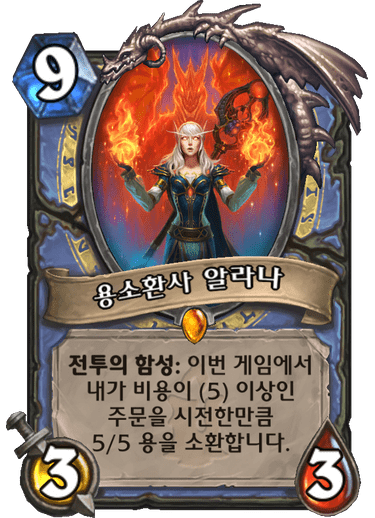 9
용소환사 알라나
전투의 함성: 이번 게임에서
내가 비용이 (5) 이상인
주문을 시전한만큼
5/5 용을 소환합니다.
3
3